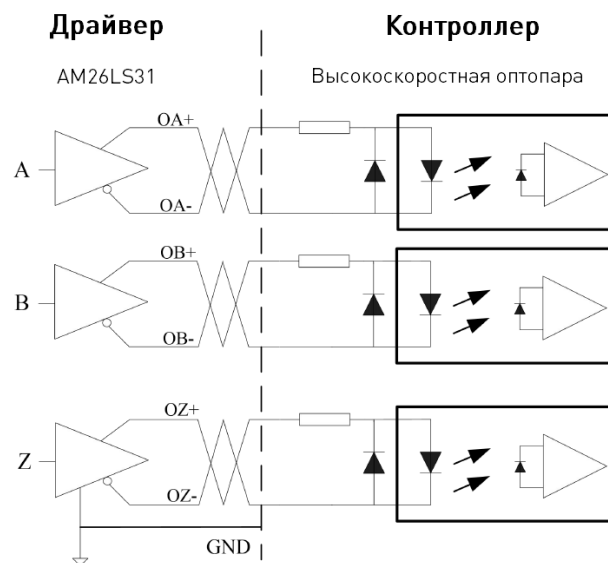 Драйвер
Контроллер
AM26LS31
Высокоскоростная оптопара
OA+
A
OA-
OB+
B
OB-
OZ+
Z
OZ-
GND